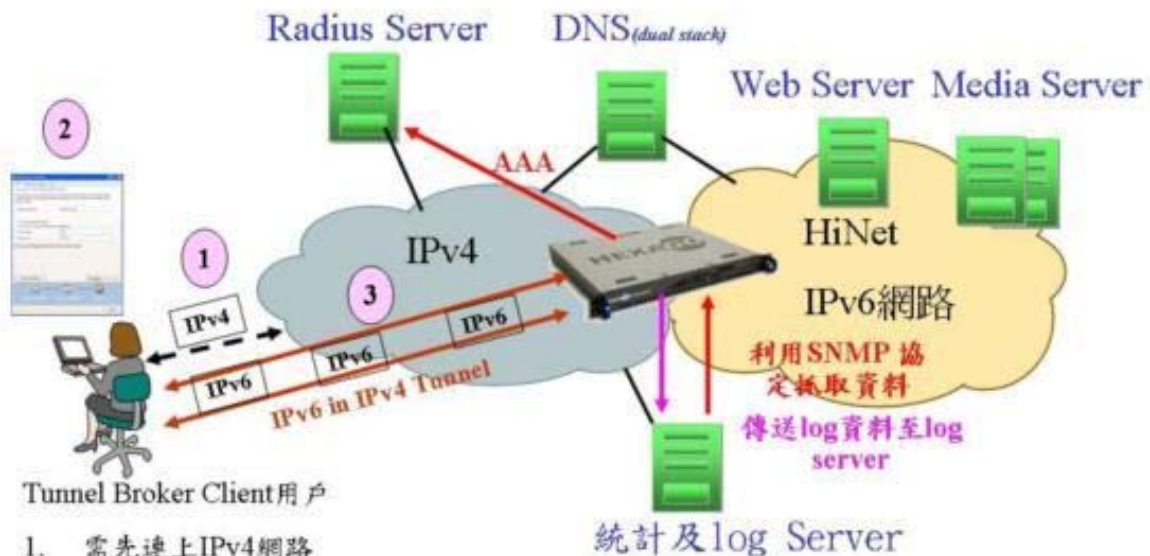 Radius Server
DNS(dual stack)
Web Server
Media Server
2
AAA
HiNet
IPv4
1
3
IPv6網路
IPv4
IPv6
IPv6
IPv6
IPv6 in IPv4 Tunnel
利用SNMP 協
定抓取資料
傳送log資料至log
server
Tunnel Broker Client用戶
1. 需先連上IPv4網路
統計及log Server